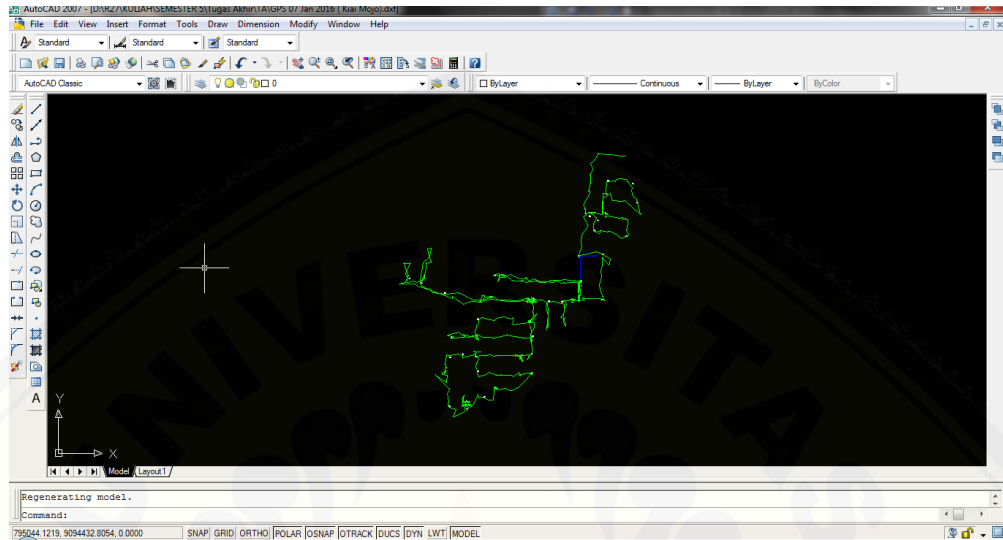 AutoCAD 2007 - [D:\R27\KULIAH\SEMESTER 5\Tugas Akhir\TA\GPS 07 Jan 2016 ( Kiai Mojo).dxf]
File Edit View Insert Format Tools Draw Dimension Modify Window Help
Standard Standard Standard
AutoCAD Classic 0 ByLayer Continuous ByLayer ByColor
UNIVERSITAS
A
Y
X
Model Layout1
Regenerating model.
Command:
795044.1219, 9094432.8054, 0.0000 SNAP GRID ORTHO POLAR OSNAP OTRACK DUCS DYN LWT MODEL